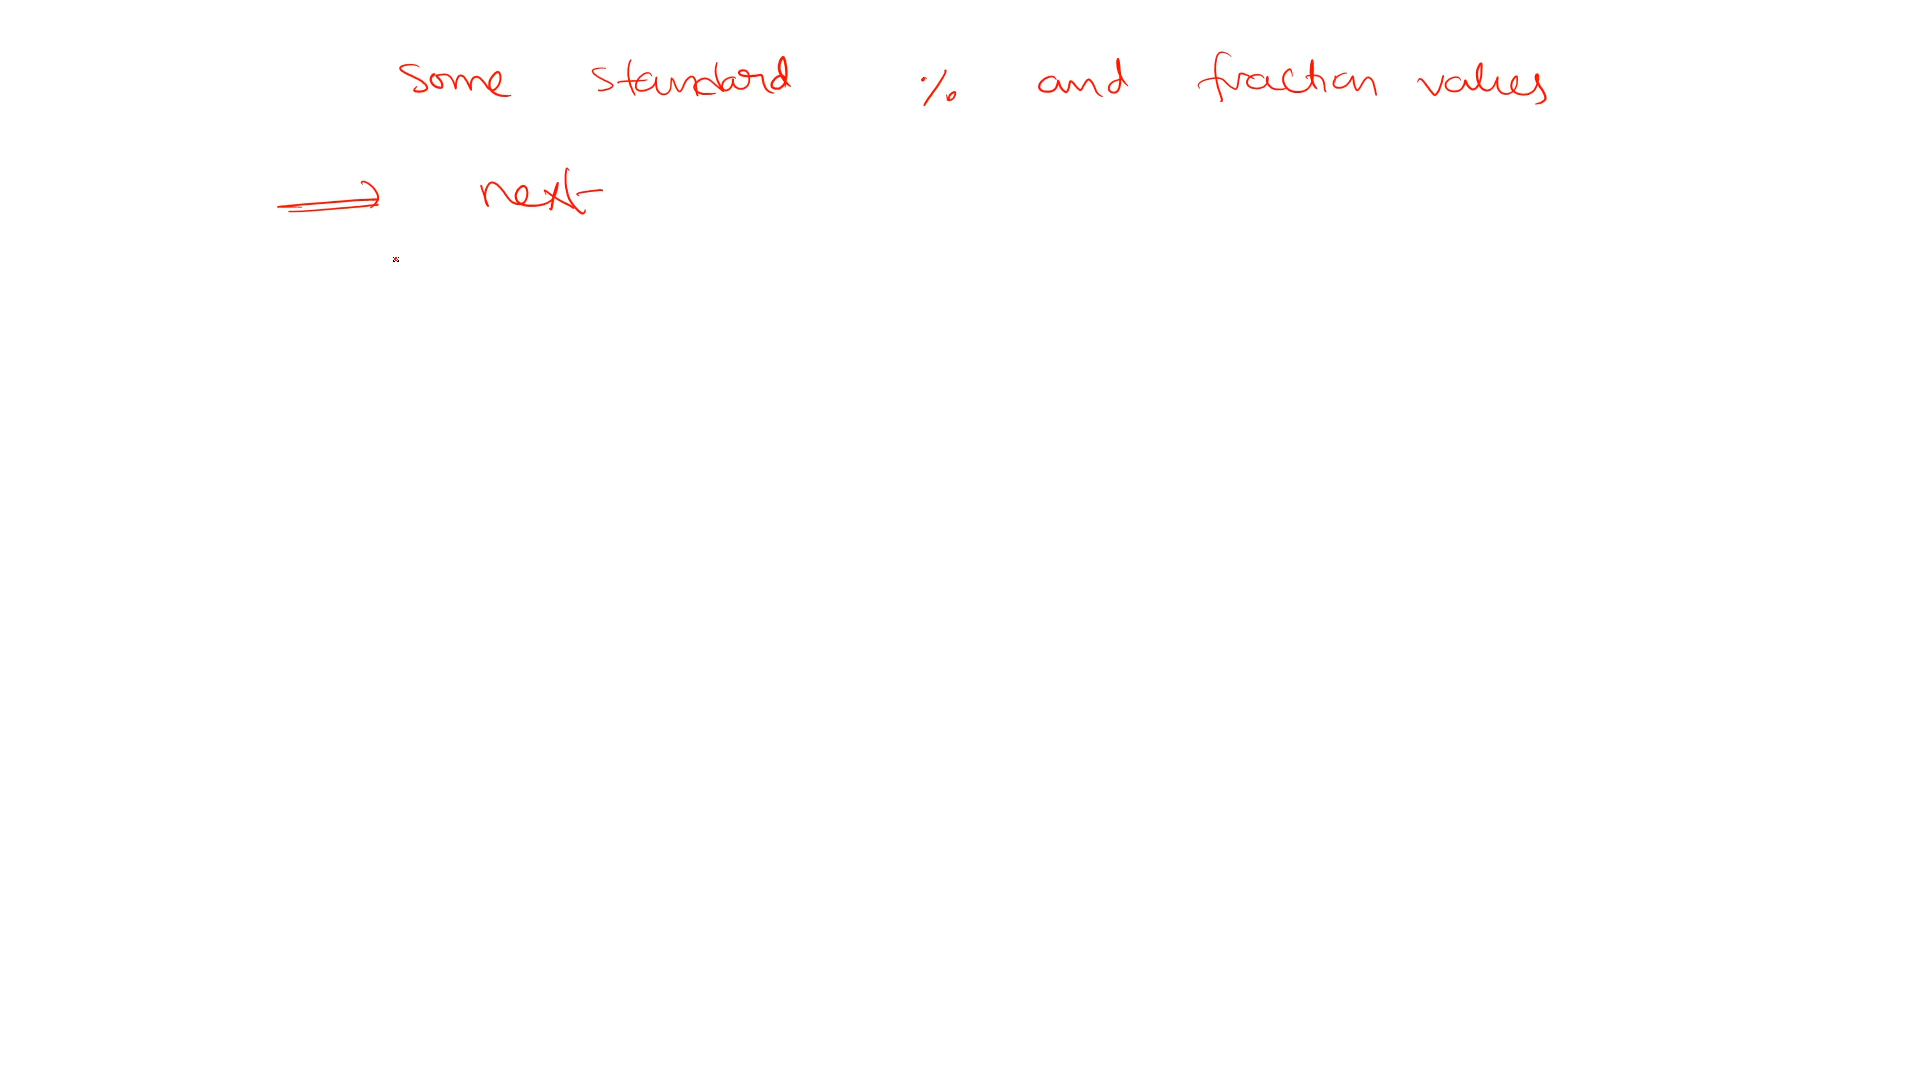 some standard % and fraction values
⟹ next